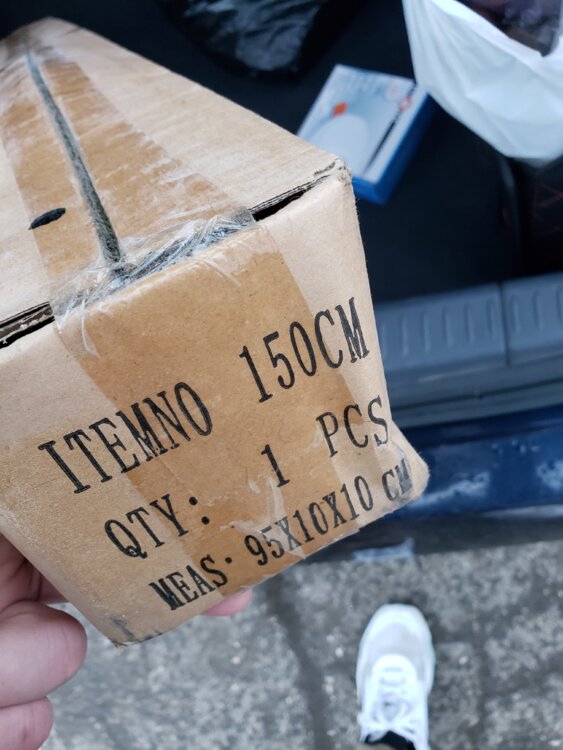 ITEMNO 150CM
QTY: 1 PCS
MEAS· 95X10X10 CM